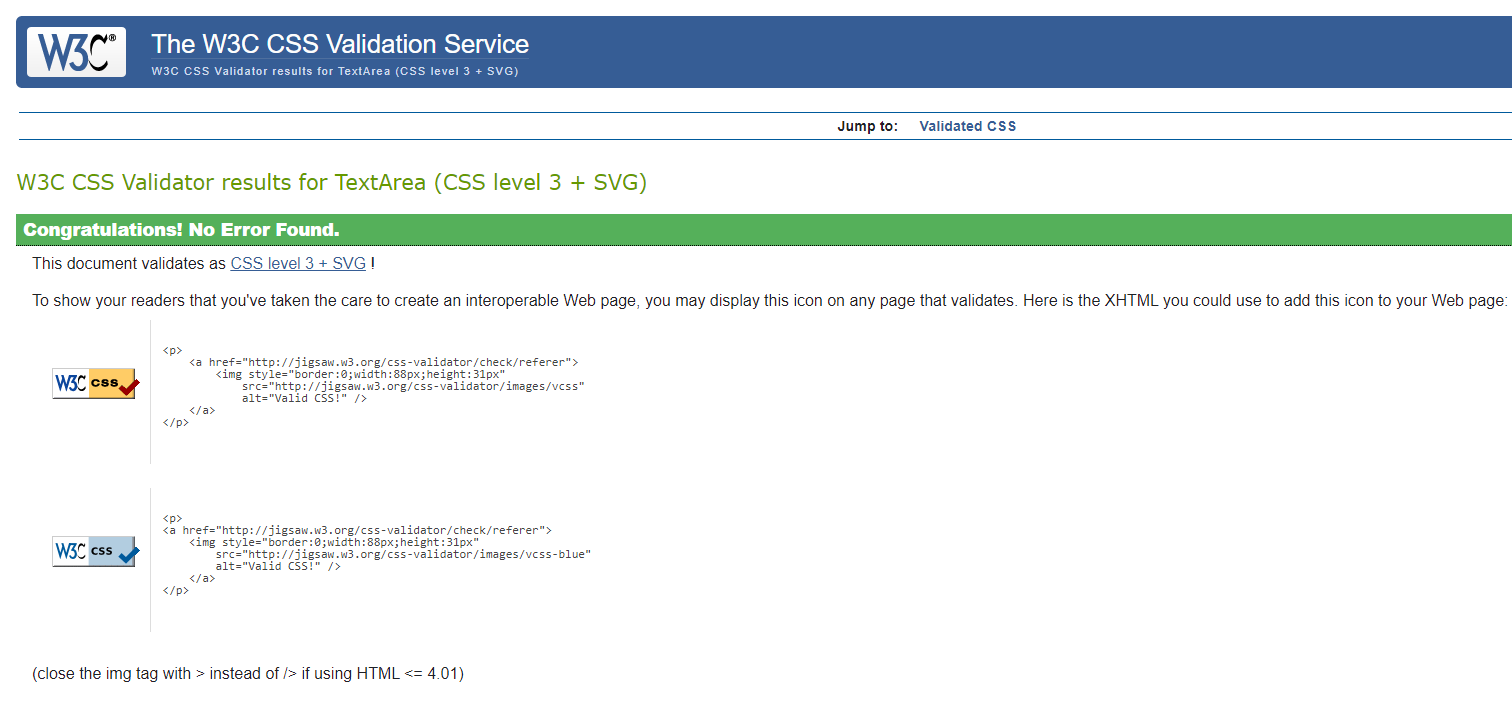 W3C®
The W3C CSS Validation Service
W3C CSS Validator results for TextArea (CSS level 3 + SVG)
Jump to: Validated CSS
W3C CSS Validator results for TextArea (CSS level 3 + SVG)
Congratulations! No Error Found.
This document validates as CSS level 3 + SVG !
To show your readers that you've taken the care to create an interoperable Web page, you may display this icon on any page that validates. Here is the XHTML you could use to add this icon to your Web page:
W3C css
<p>
<a href="http://jigsaw.w3.org/css-validator/check/referer">
<img style="border:0;width:88px;height:31px"
src="http://jigsaw.w3.org/css-validator/images/vcss"
alt="Valid CSS!" />
</a>
</p>
W3C css
<p>
<a href="http://jigsaw.w3.org/css-validator/check/referer">
<img style="border:0;width:88px;height:31px"
src="http://jigsaw.w3.org/css-validator/images/vcss-blue"
alt="Valid CSS!" />
</a>
</p>
(close the img tag with > instead of /> if using HTML <= 4.01)